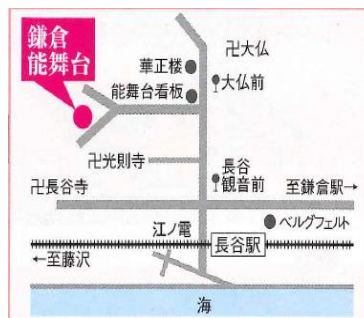 鎌倉
能舞台
卍大仏
華正楼
大仏前
能舞台看板
卍光則寺
長谷
観音前
卍長谷寺
至鎌倉駅→
ベルグフェルト
江ノ電
長谷駅
←至藤沢
海